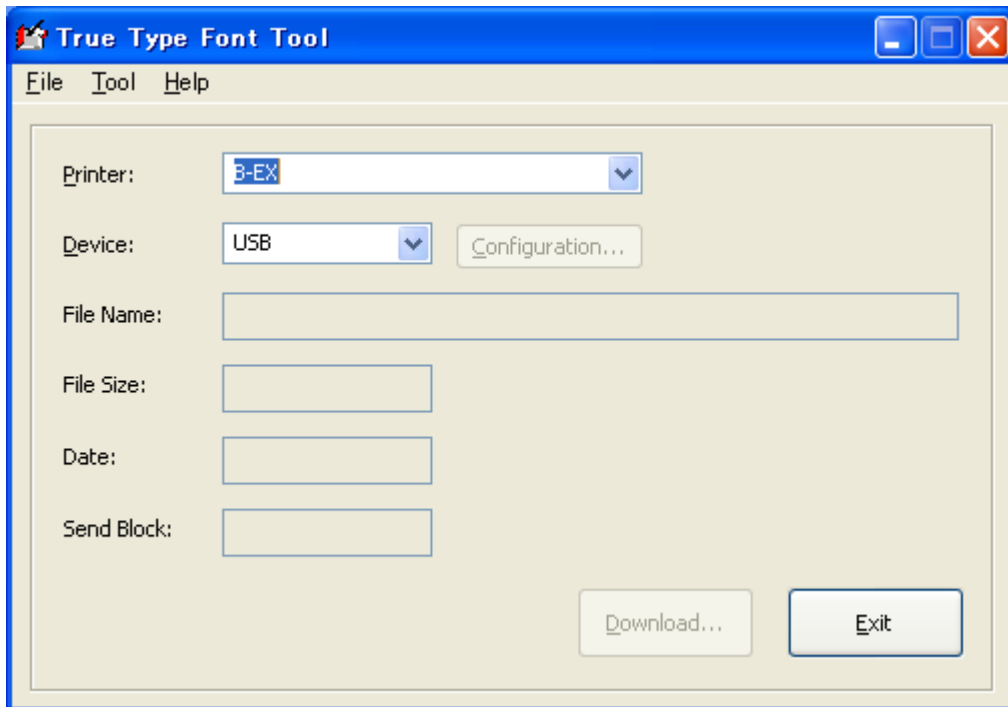 True Type Font Tool
File Tool Help
Printer: B-EX
Device: USB Configuration...
File Name:
File Size:
Date:
Send Block:
Download... Exit